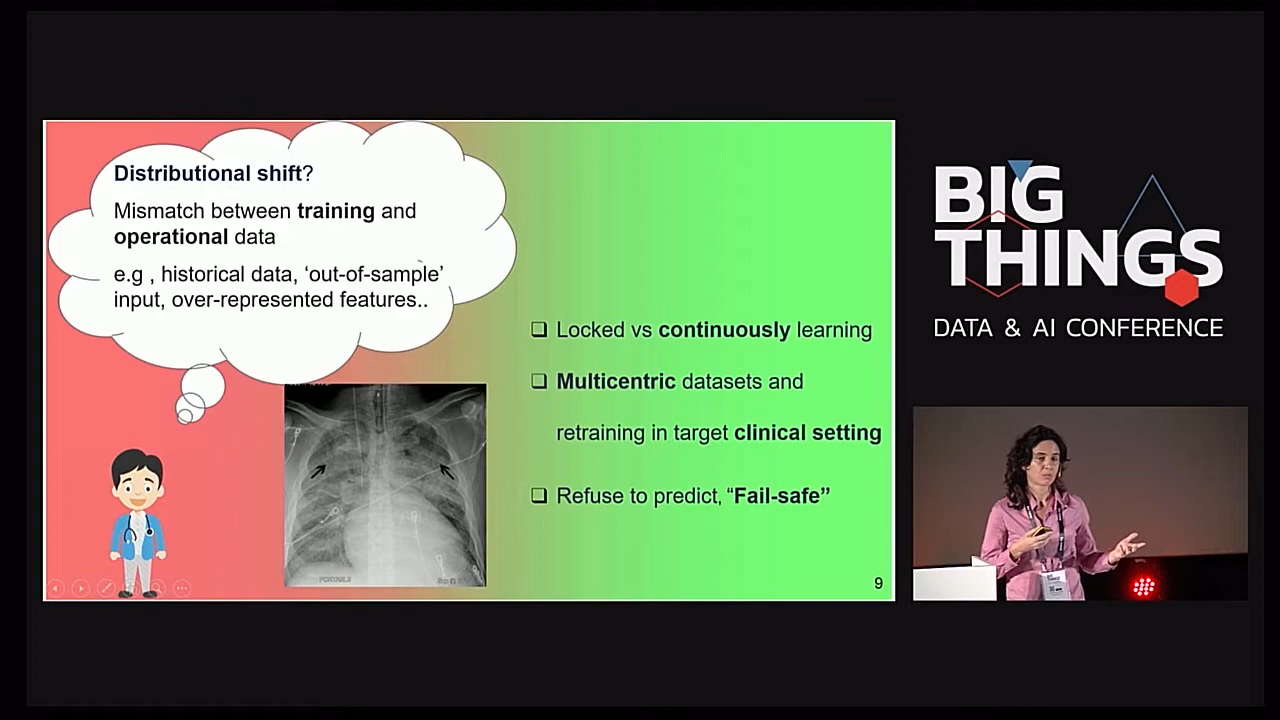 Distributional shift?
Mismatch between training and
operational data
e.g , historical data, ‘out-of-sample’
input, over-represented features..
❑ Locked vs continuously learning
❑ Multicentric datasets and
retraining in target clinical setting
❑ Refuse to predict, “Fail-safe”
PORTABLE
9
BIG
THINGS
DATA & AI CONFERENCE